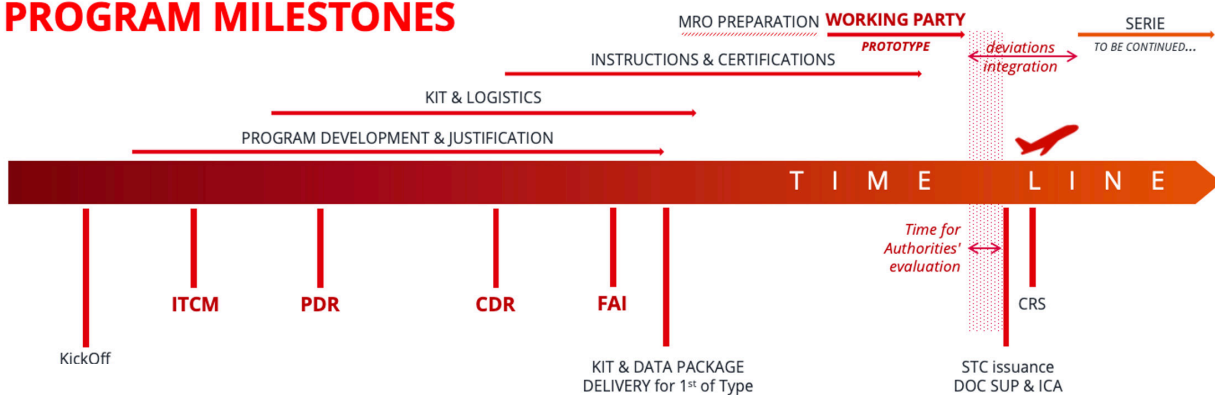 PROGRAM MILESTONES
MRO PREPARATION
WORKING PARTY
PROTOTYPE
SERIE
TO BE CONTINUED...
deviations
integration
INSTRUCTIONS & CERTIFICATIONS
KIT & LOGISTICS
PROGRAM DEVELOPMENT & JUSTIFICATION
TIME LINE
Time for
Authorities'
evaluation
ITCM
PDR
CDR
FAI
CRS
KickOff
KIT & DATA PACKAGE
DELIVERY for 1st of Type
STC issuance
DOC SUP & ICA